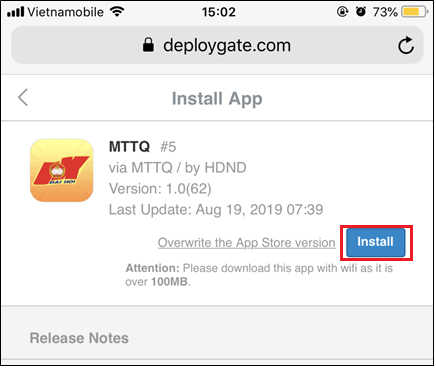 Vietnamobile 15:02 73%
deploygate.com
Install App
ĐẠI HỘI
MTTQ #5
via MTTQ / by HDND
Version: 1.0(62)
Last Update: Aug 19, 2019 07:39
Overwrite the App Store version Install
Attention: Please download this app with wifi as it is
over 100MB.
Release Notes